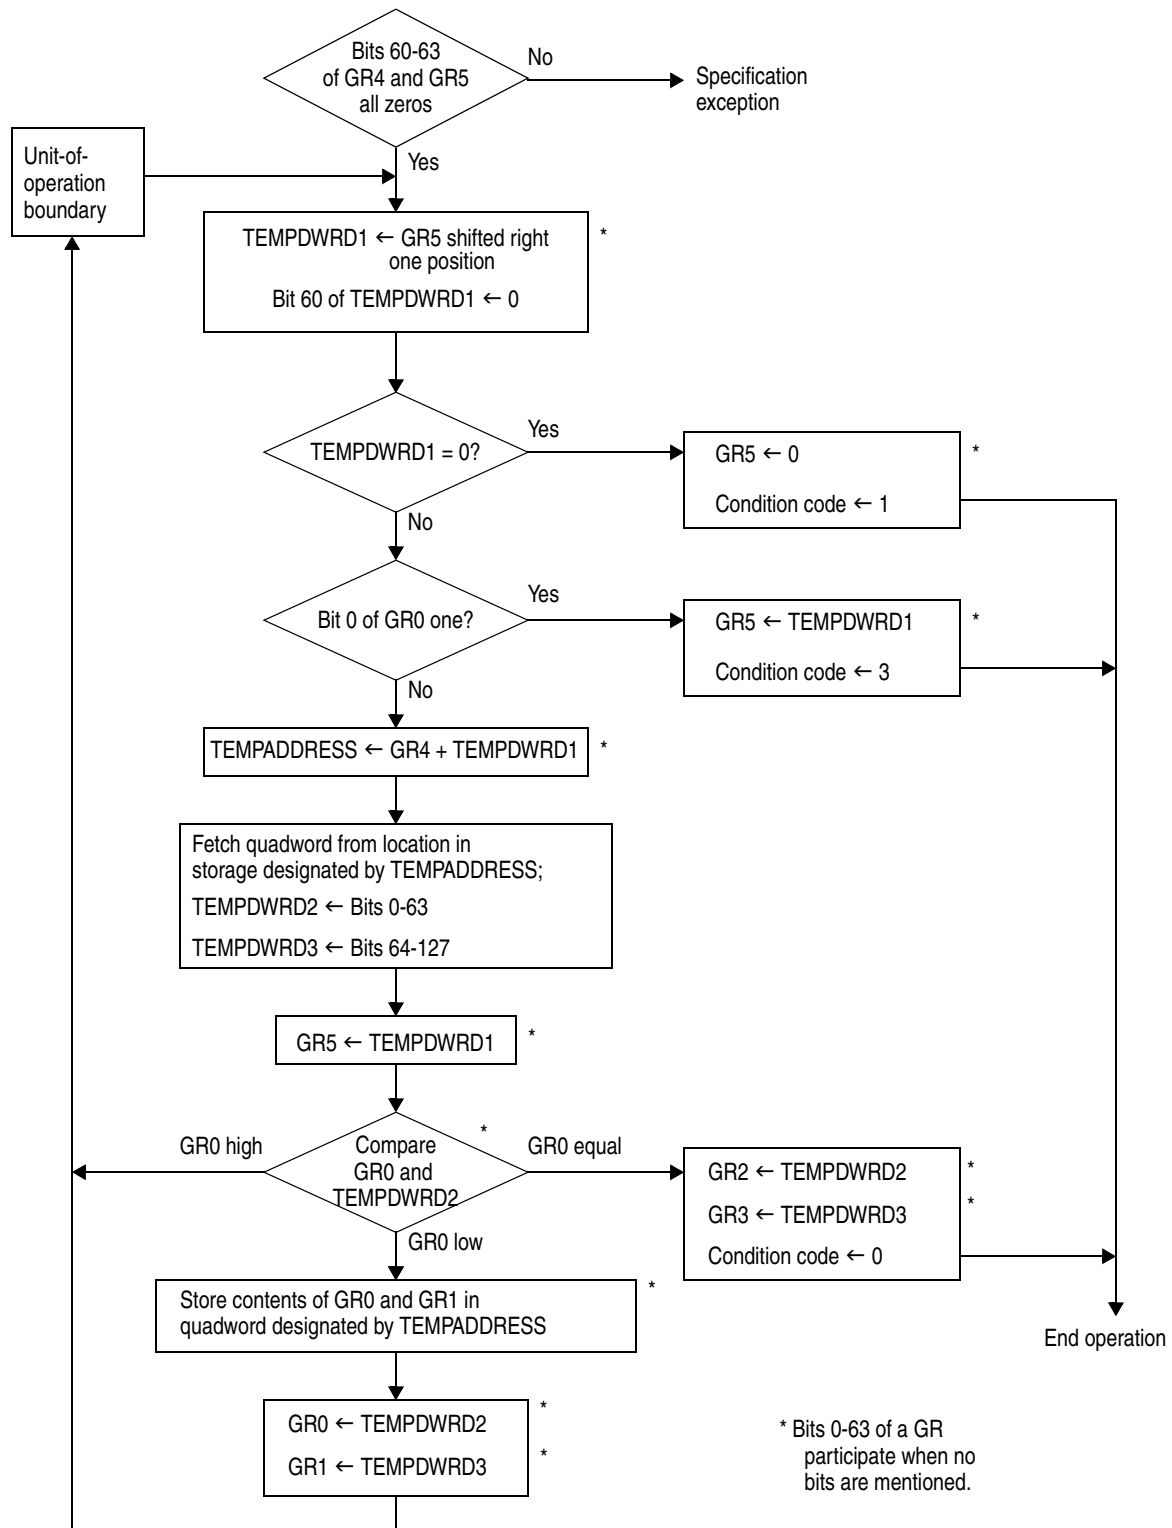 Bits 60-63
of GR4 and GR5
all zeros
No
Specification
exception
Yes
Unit-of-
operation
boundary
TEMPDWRD1 ← GR5 shifted right
one position
*
Bit 60 of TEMPDWRD1 ← 0
TEMPDWRD1 = 0?
Yes
GR5 ← 0
*
Condition code ← 1
No
Bit 0 of GR0 one?
Yes
GR5 ← TEMPDWRD1
*
Condition code ← 3
No
TEMPADDRESS ← GR4 + TEMPDWRD1
*
Fetch quadword from location in
storage designated by TEMPADDRESS;
TEMPDWRD2 ← Bits 0-63
TEMPDWRD3 ← Bits 64-127
GR5 ← TEMPDWRD1
*
GR0 high
Compare
GR0 and
TEMPDWRD2
*
GR0 equal
GR2 ← TEMPDWRD2
*
GR3 ← TEMPDWRD3
*
Condition code ← 0
GR0 low
Store contents of GR0 and GR1 in
quadword designated by TEMPADDRESS
*
End operation
GR0 ← TEMPDWRD2
*
GR1 ← TEMPDWRD3
*
* Bits 0-63 of a GR
participate when no
bits are mentioned.